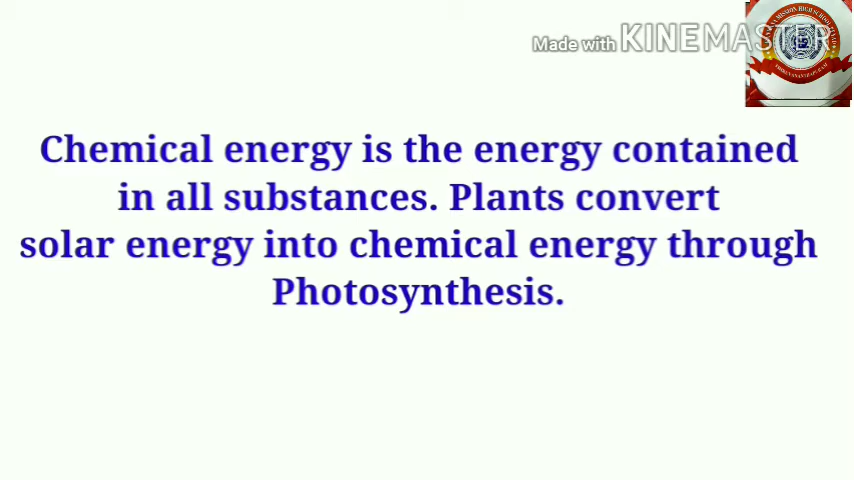 Made with KINEMASTER
Chemical energy is the energy contained
in all substances. Plants convert
solar energy into chemical energy through
Photosynthesis.